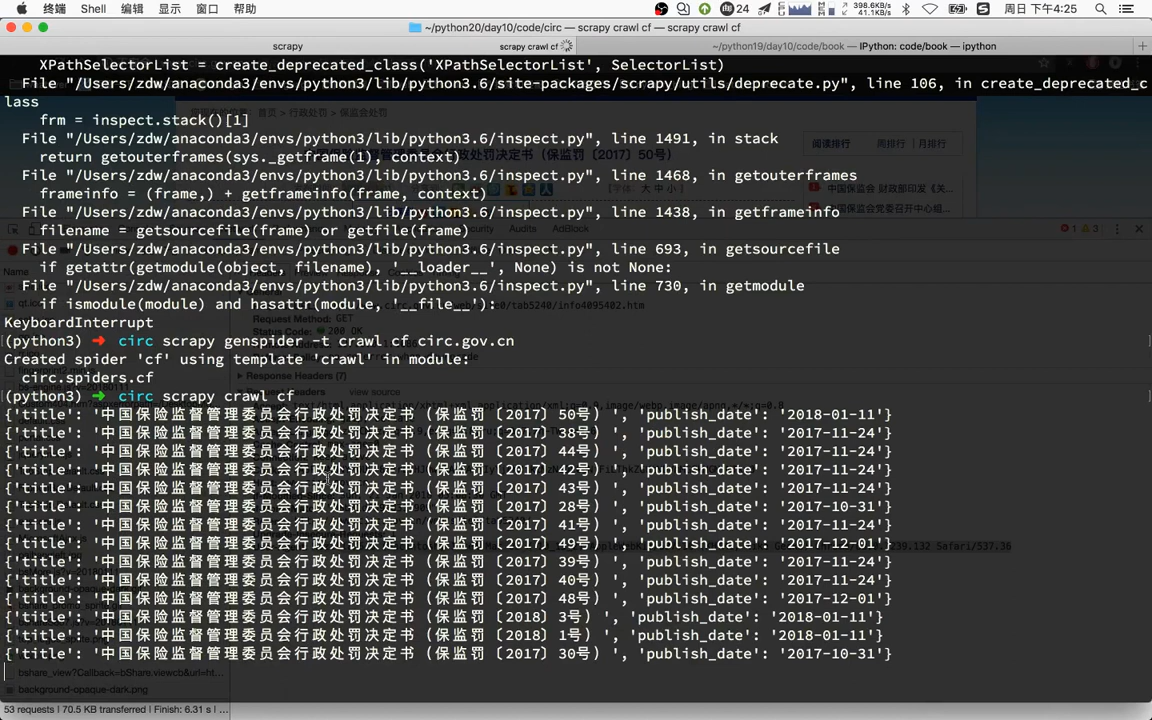 终端 Shell 编辑 显示 窗口 帮助 24 398.6KB/s 41.1KB/s 周日 下午4:25
~/python20/day10/code/circ — scrapy crawl cf — scrapy crawl cf
scrapy scrapy crawl cf ~/python19/day10/code/book — IPython: code/book — ipython
XPathSelectorList = create_deprecated_class('XPathSelectorList', SelectorList)
File "/Users/zdw/anaconda3/envs/python3/lib/python3.6/site-packages/scrapy/utils/deprecate.py", line 106, in create_deprecated_c
lass
frm = inspect.stack()[1]
File "/Users/zdw/anaconda3/envs/python3/lib/python3.6/inspect.py", line 1491, in stack
return getouterframes(sys._getframe(1), context)
File "/Users/zdw/anaconda3/envs/python3/lib/python3.6/inspect.py", line 1468, in getouterframes
frameinfo = (frame,) + getframeinfo(frame, context)
File "/Users/zdw/anaconda3/envs/python3/lib/python3.6/inspect.py", line 1438, in getframeinfo
filename = getsourcefile(frame) or getfile(frame)
File "/Users/zdw/anaconda3/envs/python3/lib/python3.6/inspect.py", line 693, in getsourcefile
if getattr(getmodule(object, filename), '__loader__', None) is not None:
File "/Users/zdw/anaconda3/envs/python3/lib/python3.6/inspect.py", line 730, in getmodule
if ismodule(module) and hasattr(module, '__file__'):
KeyboardInterrupt
(python3) ➜ circ scrapy genspider -t crawl cf circ.gov.cn
Created spider 'cf' using template 'crawl' in module:
circ.spiders.cf
(python3) ➜ circ scrapy crawl cf
{'title': '中国保险监督管理委员会行政处罚决定书（保监罚〔2017〕50号） ', 'publish_date': '2018-01-11'}
{'title': '中国保险监督管理委员会行政处罚决定书（保监罚〔2017〕38号） ', 'publish_date': '2017-11-24'}
{'title': '中国保险监督管理委员会行政处罚决定书（保监罚〔2017〕44号） ', 'publish_date': '2017-11-24'}
{'title': '中国保险监督管理委员会行政处罚决定书（保监罚〔2017〕42号） ', 'publish_date': '2017-11-24'}
{'title': '中国保险监督管理委员会行政处罚决定书（保监罚〔2017〕43号） ', 'publish_date': '2017-11-24'}
{'title': '中国保险监督管理委员会行政处罚决定书（保监罚〔2017〕28号） ', 'publish_date': '2017-10-31'}
{'title': '中国保险监督管理委员会行政处罚决定书（保监罚〔2017〕41号） ', 'publish_date': '2017-11-24'}
{'title': '中国保险监督管理委员会行政处罚决定书（保监罚〔2017〕49号） ', 'publish_date': '2017-12-01'}
{'title': '中国保险监督管理委员会行政处罚决定书（保监罚〔2017〕39号） ', 'publish_date': '2017-11-24'}
{'title': '中国保险监督管理委员会行政处罚决定书（保监罚〔2017〕40号） ', 'publish_date': '2017-11-24'}
{'title': '中国保险监督管理委员会行政处罚决定书（保监罚〔2017〕48号） ', 'publish_date': '2017-12-01'}
{'title': '中国保险监督管理委员会行政处罚决定书（保监罚〔2018〕3号） ', 'publish_date': '2018-01-11'}
{'title': '中国保险监督管理委员会行政处罚决定书（保监罚〔2018〕1号） ', 'publish_date': '2018-01-11'}
{'title': '中国保险监督管理委员会行政处罚决定书（保监罚〔2017〕30号） ', 'publish_date': '2017-10-31'}
bshare_view?Callback=bShare.viewcb&url=ht...
background-opaque-dark.png
53 requests | 70.5 KB transferred | Finish: 6.31 s | ...